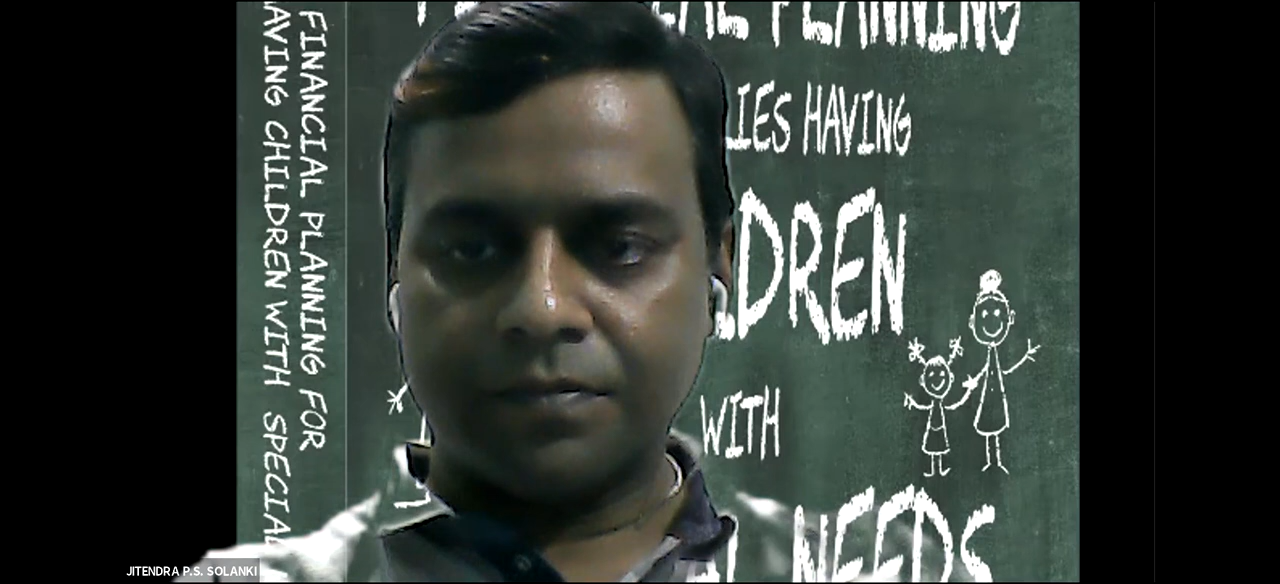 FINANCIAL PLANNING FOR
AVING CHILDREN WITH SPECIAL
PLANNING
IES HAVING
DREN
WITH
NEEDS
JITENDRA P.S. SOLANKI